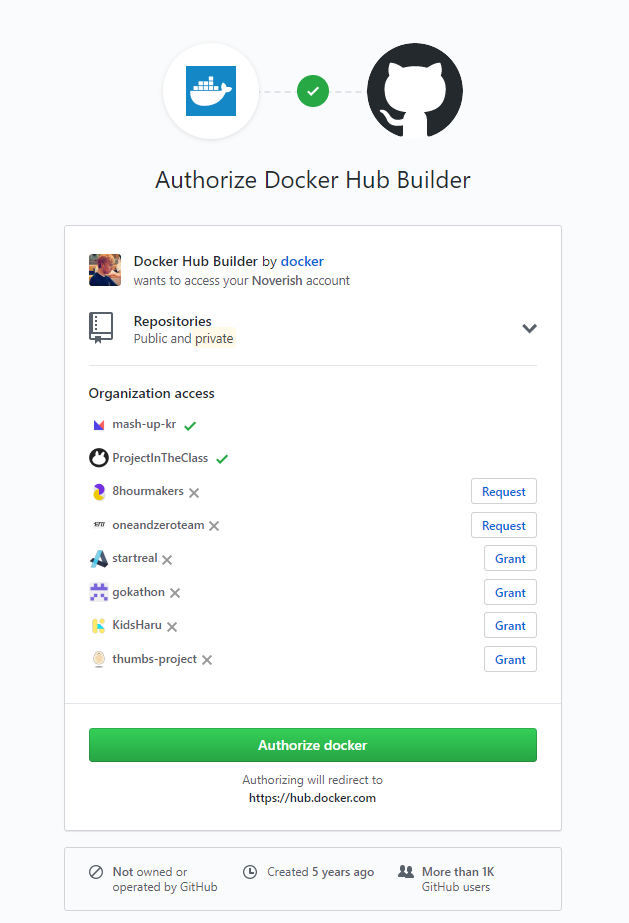 Authorize Docker Hub Builder
Docker Hub Builder by docker
wants to access your Noverish account
Repositories
Public and private
Organization access
mash-up-kr
ProjectInTheClass
8hourmakers Request
oneandzeroteam Request
startreal Grant
gokathon Grant
KidsHaru Grant
thumbs-project Grant
Authorize docker
Authorizing will redirect to
https://hub.docker.com
Not owned or
operated by GitHub
Created 5 years ago
More than 1K
GitHub users